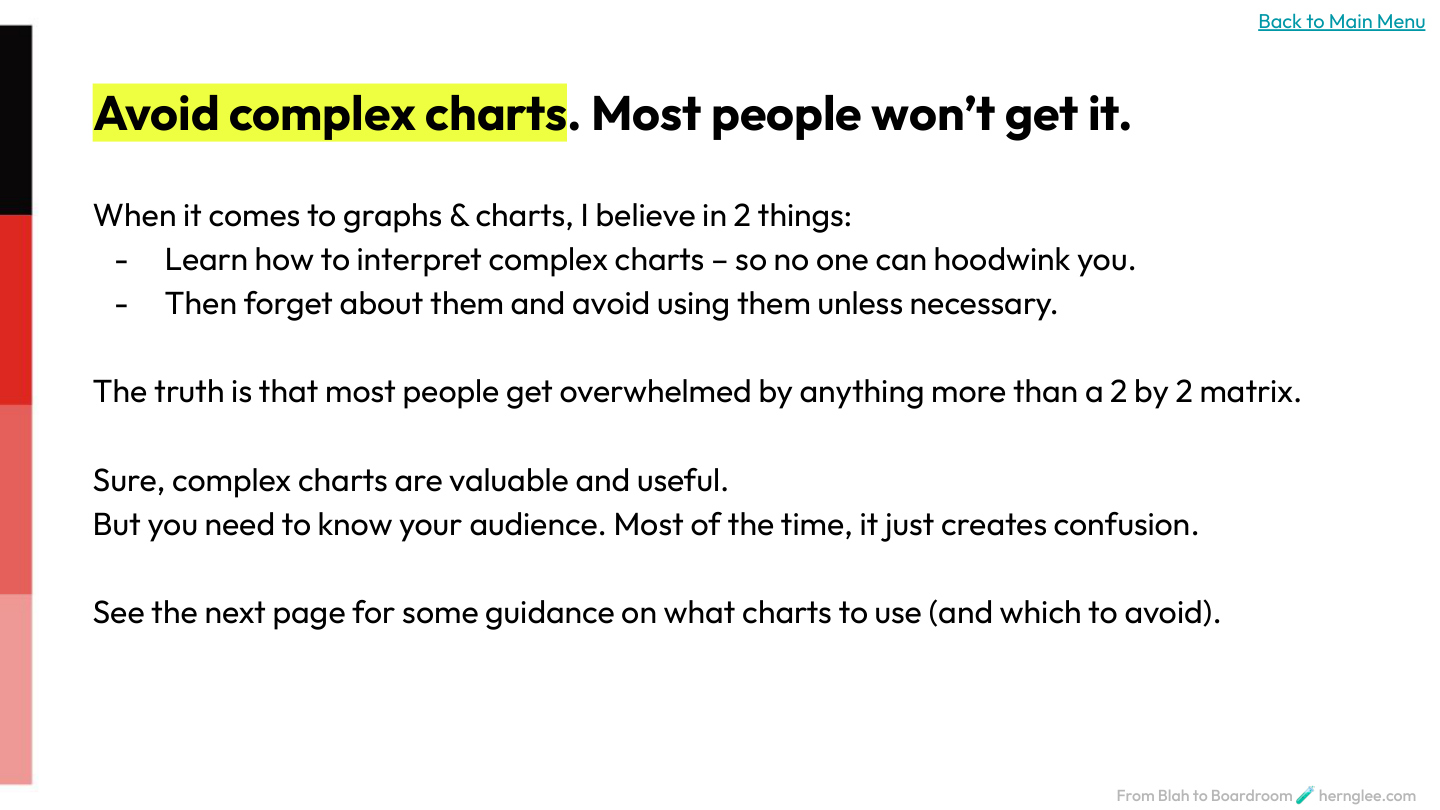 Back to Main Menu
Avoid complex charts. Most people won’t get it.
When it comes to graphs & charts, I believe in 2 things:
- Learn how to interpret complex charts – so no one can hoodwink you.
- Then forget about them and avoid using them unless necessary.
The truth is that most people get overwhelmed by anything more than a 2 by 2 matrix.
Sure, complex charts are valuable and useful.
But you need to know your audience. Most of the time, it just creates confusion.
See the next page for some guidance on what charts to use (and which to avoid).
From Blah to Boardroom 🧪 hernglee.com